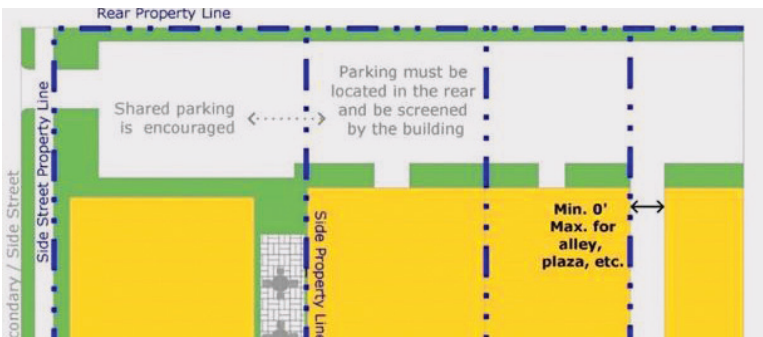 Rear Property Line
Parking must be
located in the rear
and be screened
by the building
Shared parking
is encouraged
Side Street Property Line
Side Street
Min. 0'
Max. for
alley,
plaza, etc.
Side Property Line